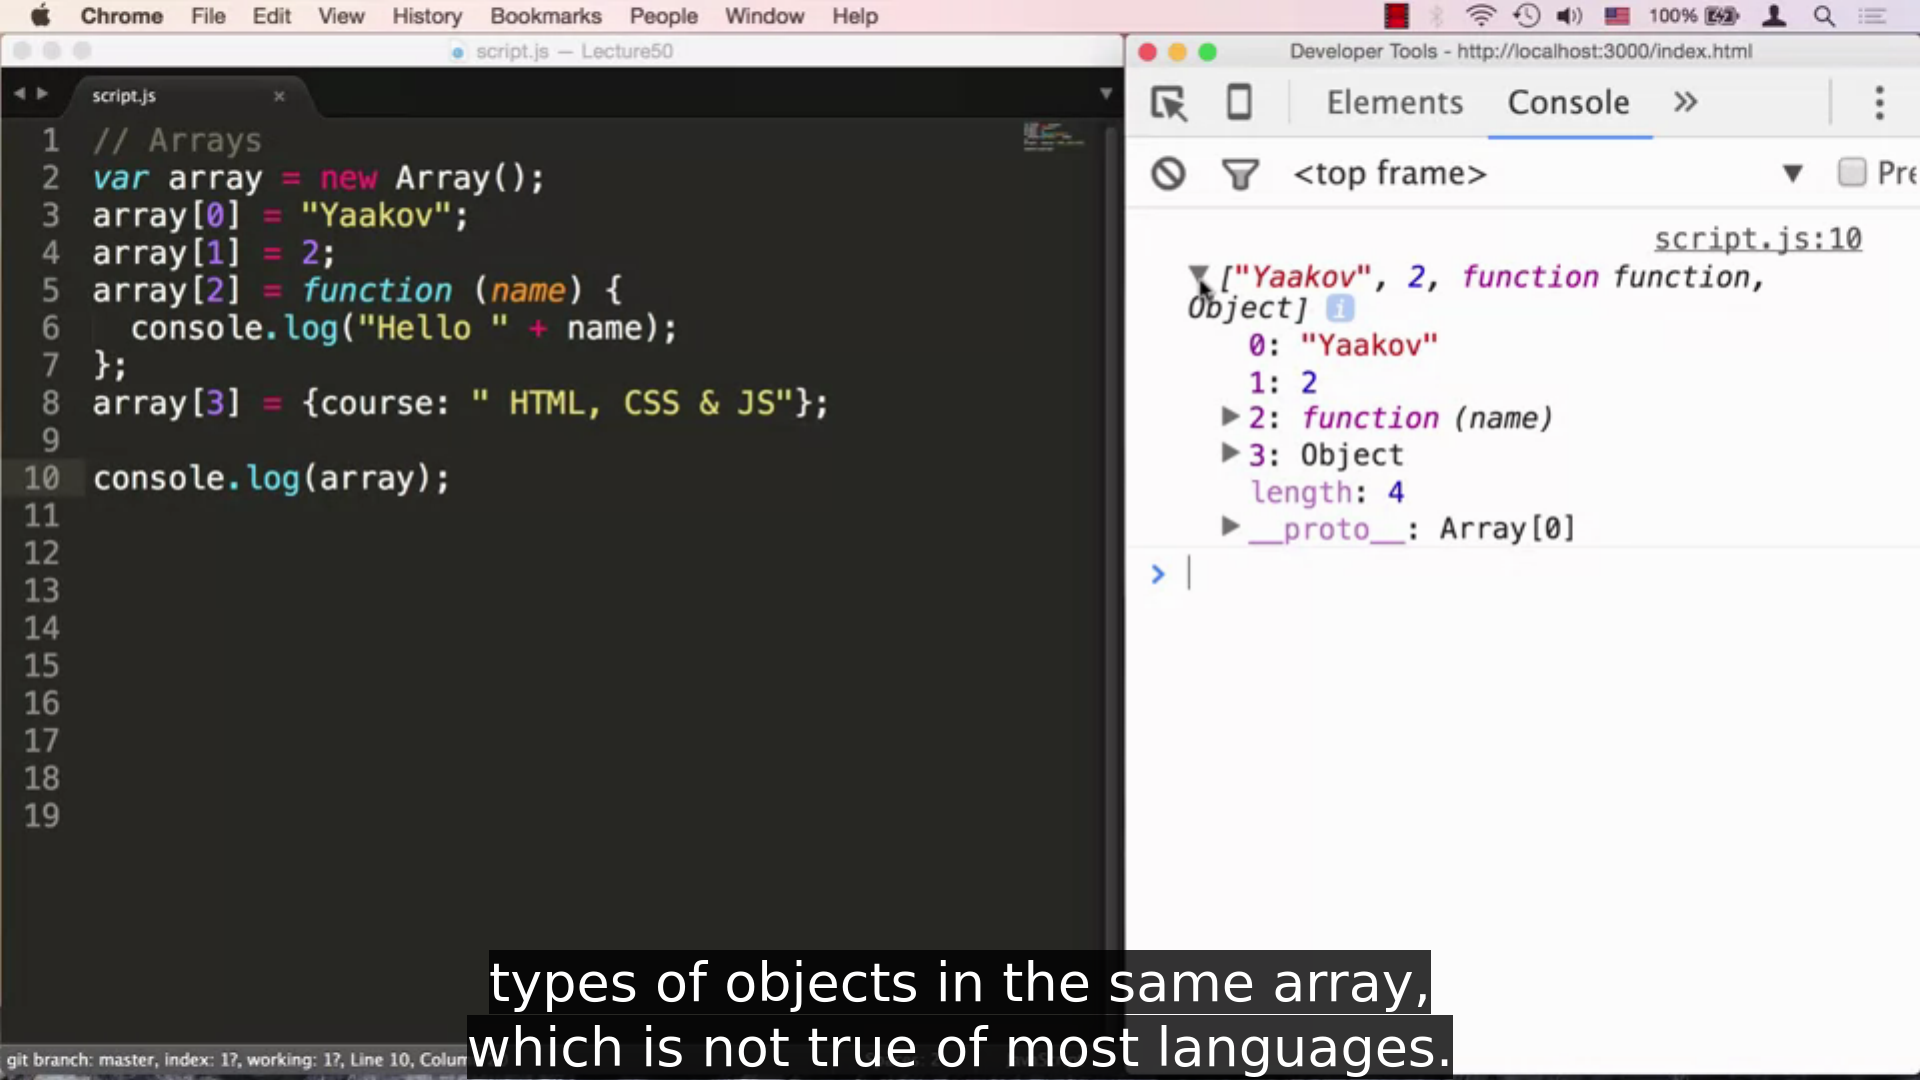 Chrome File Edit View History Bookmarks People Window Help 100%
script.js — Lecture50
script.js
1 // Arrays
2 var array = new Array();
3 array[0] = "Yaakov";
4 array[1] = 2;
5 array[2] = function (name) {
6 console.log("Hello " + name);
7 };
8 array[3] = {course: " HTML, CSS & JS"};
9
10 console.log(array);
11
12
13
14
15
16
17
18
19
git branch: master, index: 1?, working: 1?, Line 10, Colum
Developer Tools - http://localhost:3000/index.html
Elements Console
<top frame> Pre
script.js:10
["Yaakov", 2, function function,
Object] i
0: "Yaakov"
1: 2
2: function (name)
3: Object
length: 4
__proto__: Array[0]
>
types of objects in the same array,
which is not true of most languages.